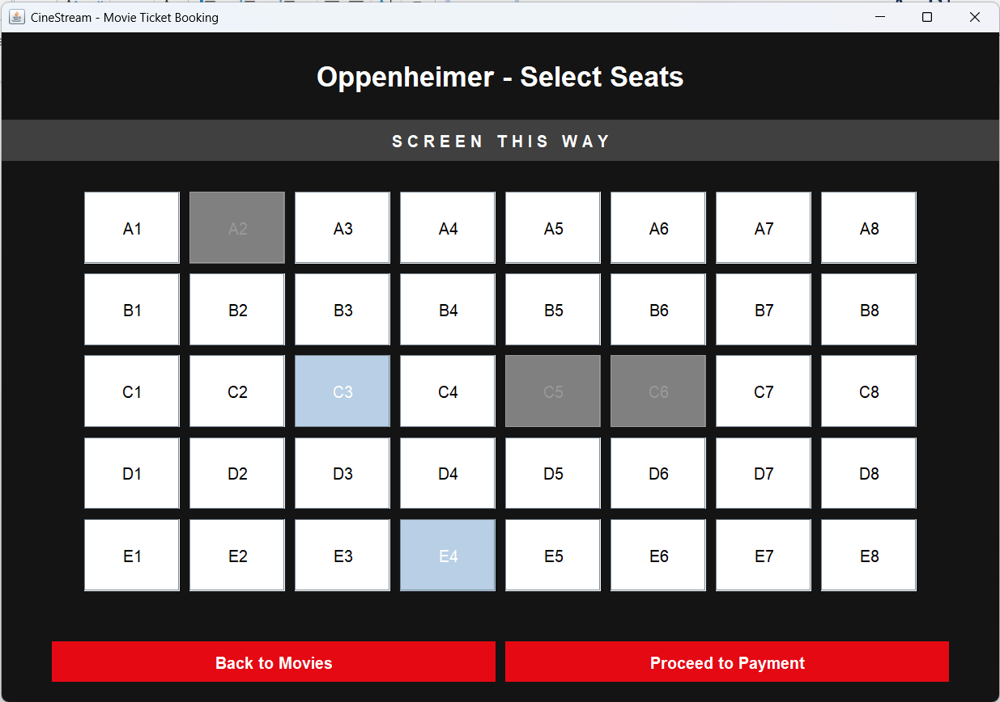 CineStream - Movie Ticket Booking
Oppenheimer - Select Seats
SCREEN THIS WAY
A1 A2 A3 A4 A5 A6 A7 A8
B1 B2 B3 B4 B5 B6 B7 B8
C1 C2 C3 C4 C5 C6 C7 C8
D1 D2 D3 D4 D5 D6 D7 D8
E1 E2 E3 E4 E5 E6 E7 E8
Back to Movies Proceed to Payment